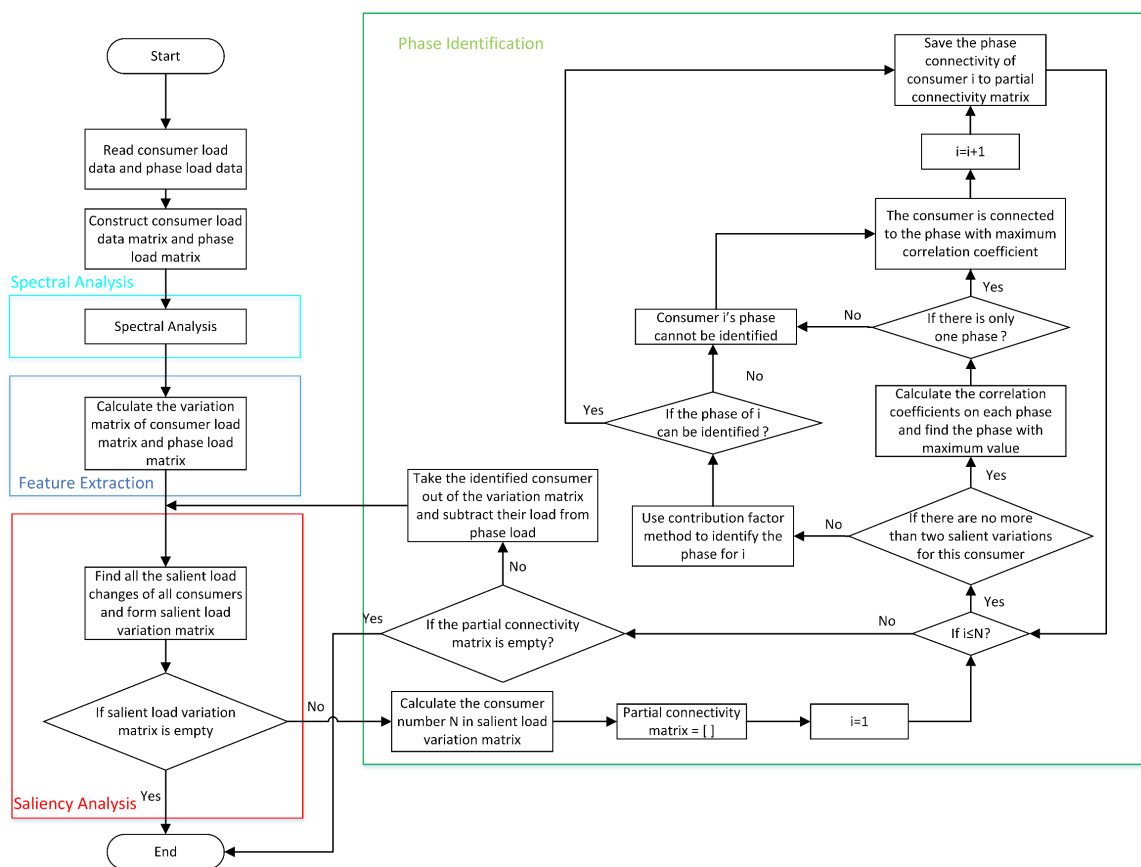 Start
Read consumer load
data and phase load data
Construct consumer load
data matrix and phase
load matrix
Spectral Analysis
Spectral Analysis
Calculate the variation
matrix of consumer load
matrix and phase load
matrix
Feature Extraction
Find all the salient load
changes of all consumers
and form salient load
variation matrix
If salient load variation
matrix is empty
No
Yes
Saliency Analysis
End
Phase Identification
Save the phase
connectivity of
consumer i to partial
connectivity matrix
i=i+1
The consumer is connected
to the phase with maximum
correlation coefficient
Yes
If there is only
one phase ?
No
Consumer i’s phase
cannot be identified
No
Calculate the correlation
coefficients on each phase
and find the phase with
maximum value
Yes
If the phase of i
can be identified ?
Yes
Take the identified consumer
out of the variation matrix
and subtract their load from
phase load
Use contribution factor
method to identify the
phase for i
No
If there are no more
than two salient variations
for this consumer
No
Yes
Yes
If the partial connectivity
matrix is empty?
No
If i≤N?
Calculate the consumer
number N in salient load
variation matrix
Partial connectivity
matrix = [ ]
i=1